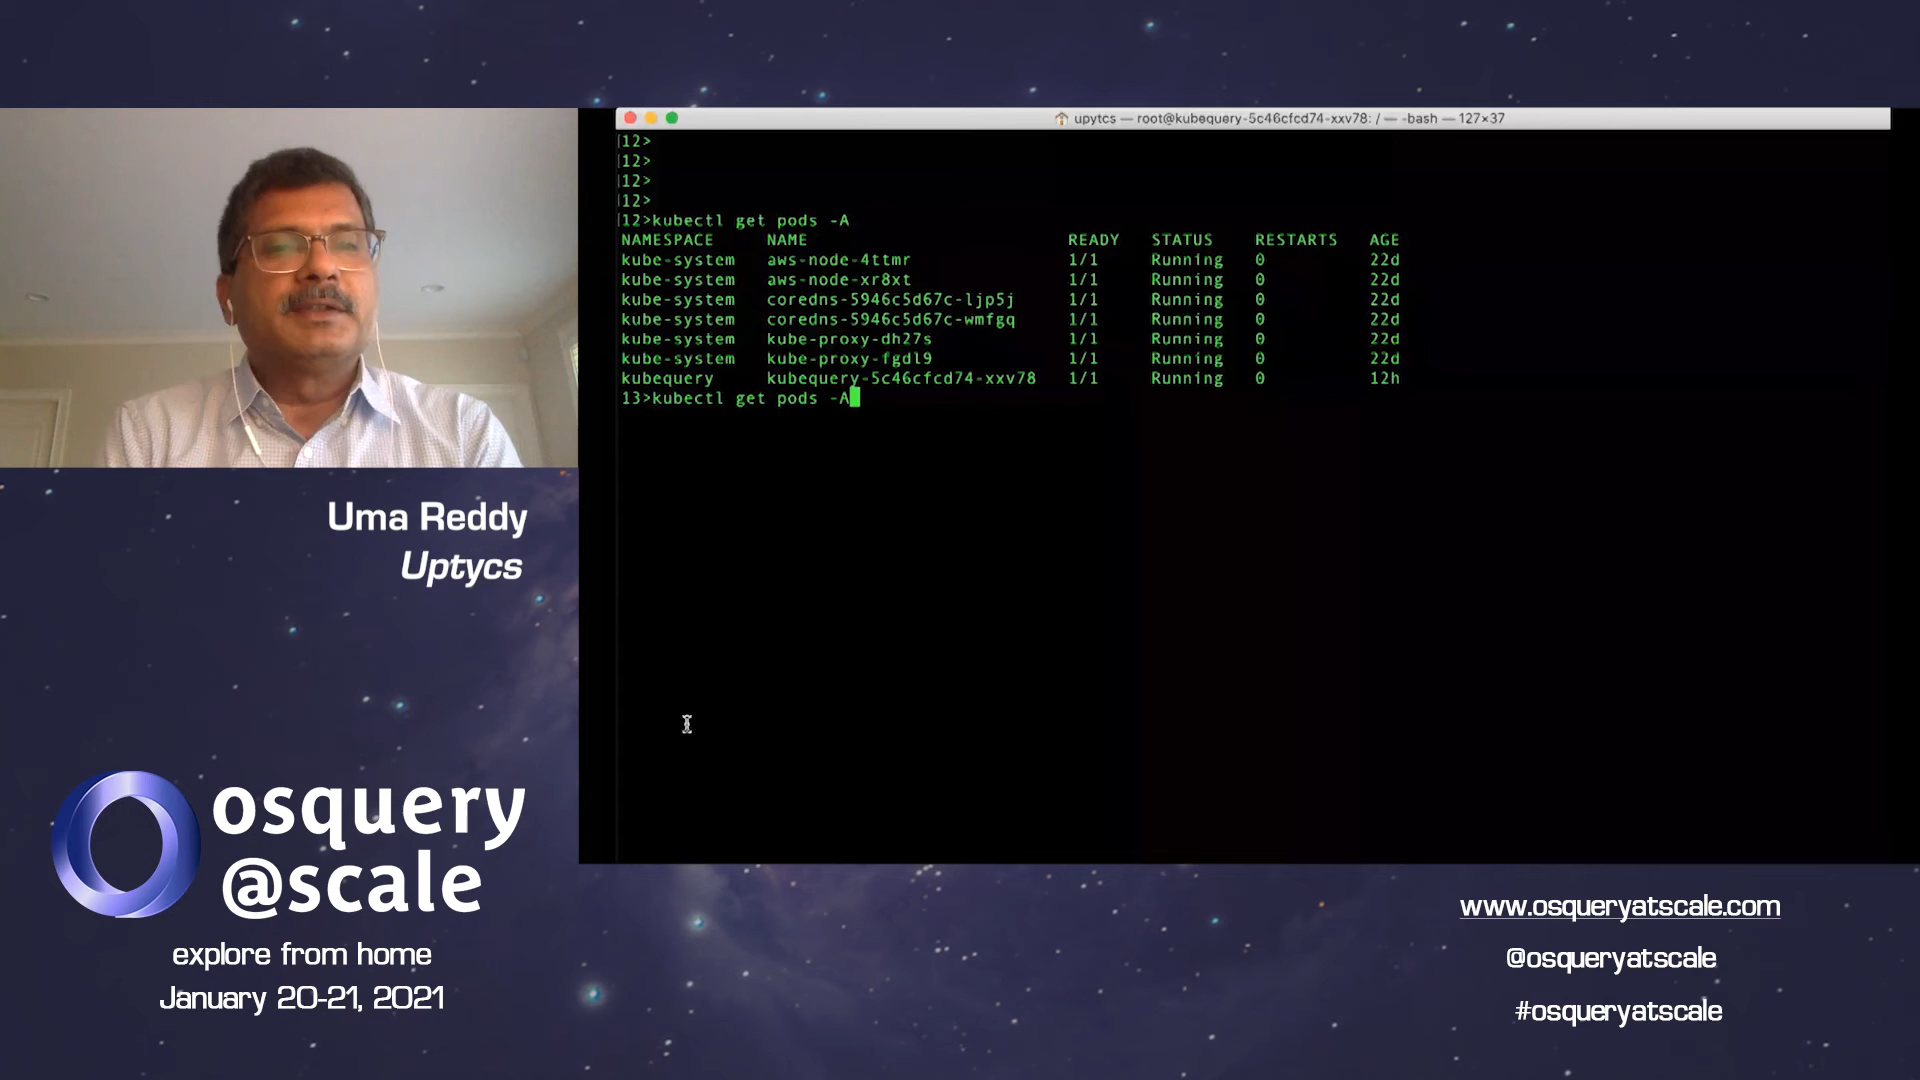 upytcs — root@kubequery-5c46cfcd74-xxv78: / — -bash — 127×37
[12>
[12>
[12>
[12>
[12>kubectl get pods -A
NAMESPACE NAME READY STATUS RESTARTS AGE
kube-system aws-node-4ttmr 1/1 Running 0 22d
kube-system aws-node-xr8xt 1/1 Running 0 22d
kube-system coredns-5946c5d67c-ljp5j 1/1 Running 0 22d
kube-system coredns-5946c5d67c-wmfgq 1/1 Running 0 22d
kube-system kube-proxy-dh27s 1/1 Running 0 22d
kube-system kube-proxy-fgdl9 1/1 Running 0 22d
kubequery kubequery-5c46cfcd74-xxv78 1/1 Running 0 12h
13>kubectl get pods -A
Uma Reddy
Uptycs
osquery
@scale
explore from home
January 20-21, 2021
www.osqueryatscale.com
@osqueryatscale
#osqueryatscale